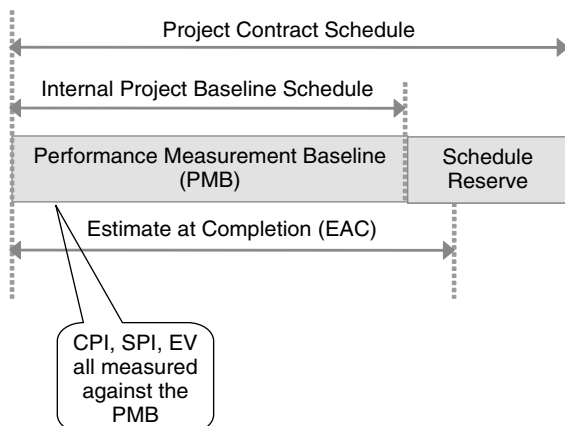 Project Contract Schedule
Internal Project Baseline Schedule
Performance Measurement Baseline
(PMB)
Schedule
Reserve
Estimate at Completion (EAC)
CPI, SPI, EV
all measured
against the
PMB